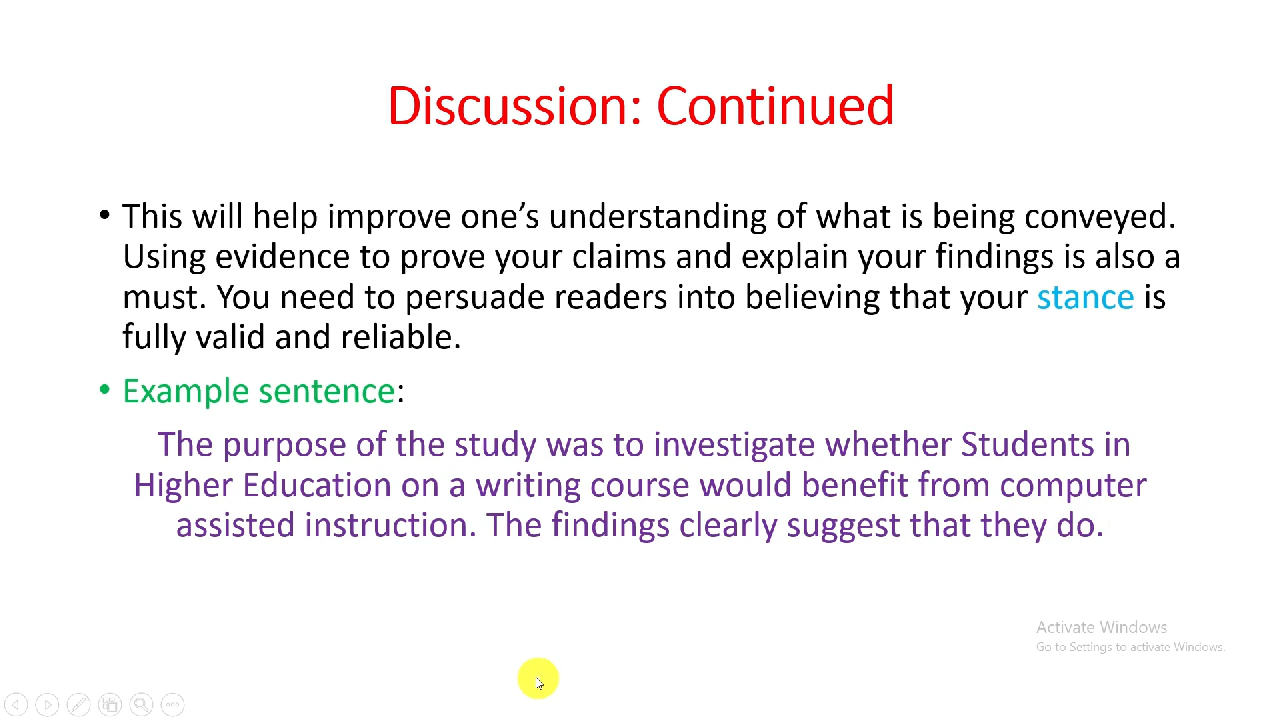 Discussion: Continued
• This will help improve one’s understanding of what is being conveyed.
Using evidence to prove your claims and explain your findings is also a
must. You need to persuade readers into believing that your stance is
fully valid and reliable.
• Example sentence:
The purpose of the study was to investigate whether Students in
Higher Education on a writing course would benefit from computer
assisted instruction. The findings clearly suggest that they do.
Activate Windows
Go to Settings to activate Windows.